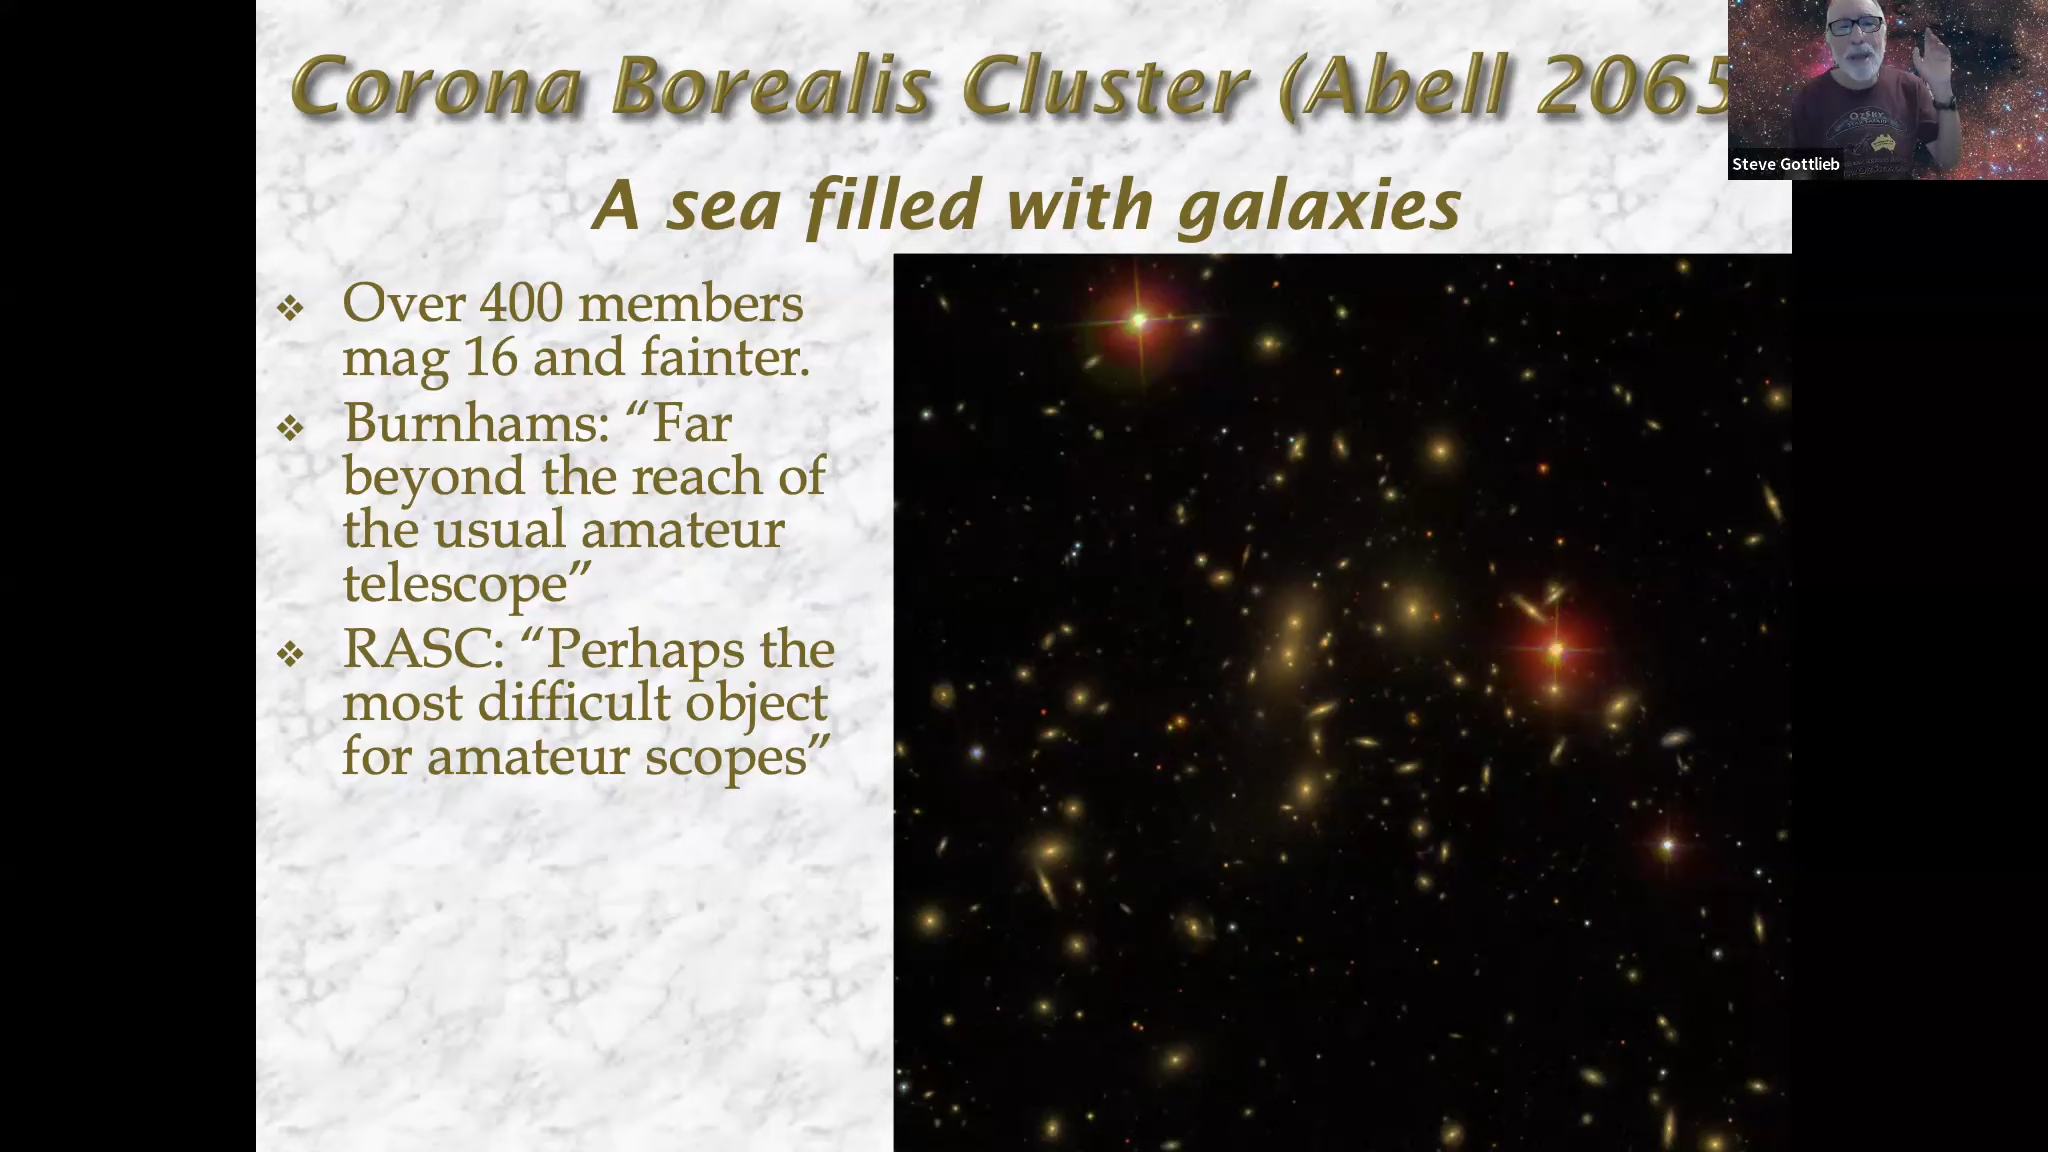 Corona Borealis Cluster (Abell 2065
A sea filled with galaxies
❖ Over 400 members
mag 16 and fainter.
❖ Burnhams: “Far
beyond the reach of
the usual amateur
telescope”
❖ RASC: “Perhaps the
most difficult object
for amateur scopes”
OzSky
Steve Gottlieb